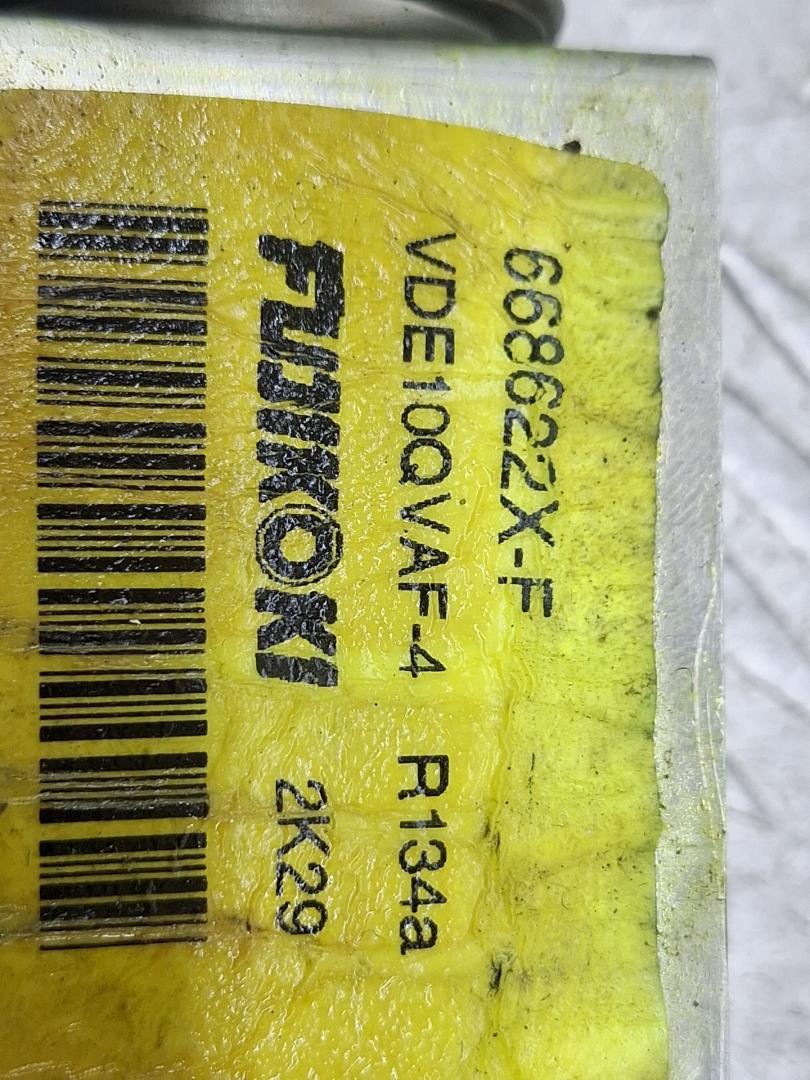 66862ZX-F
VDE10QVAF-4 R134a
FUJIKOKI 2K29